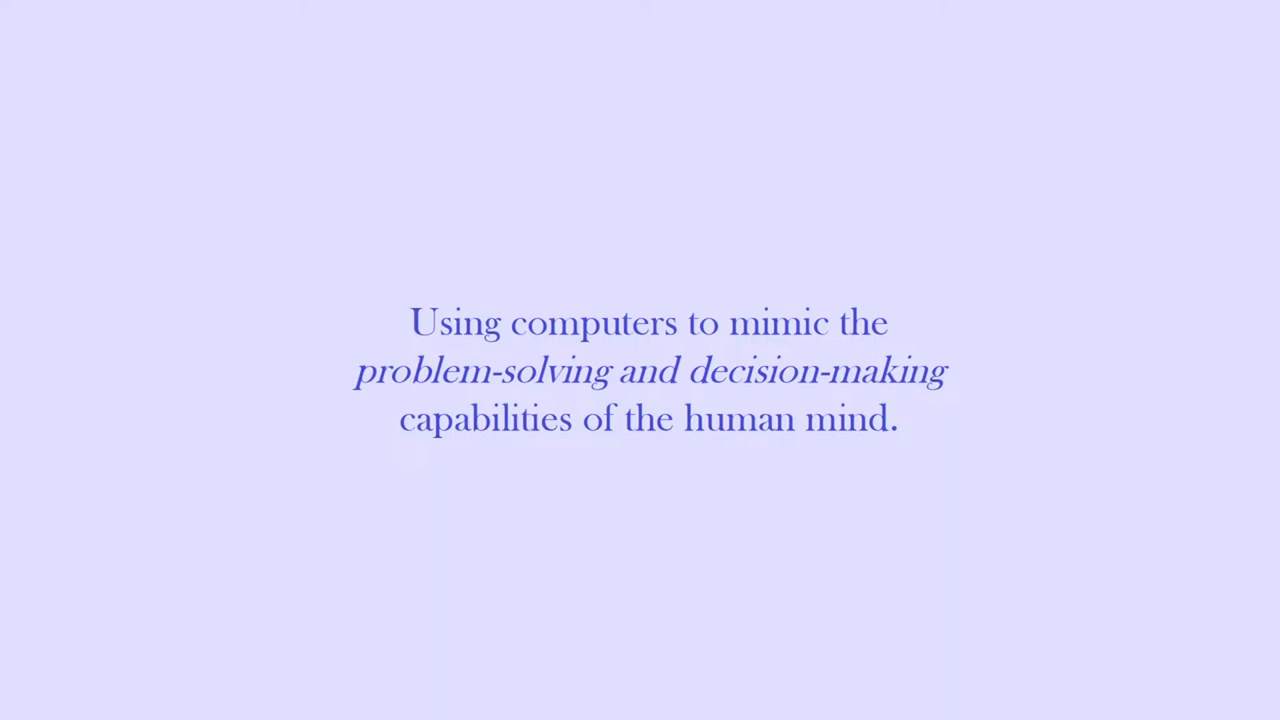 Using computers to mimic the
problem-solving and decision-making
capabilities of the human mind.